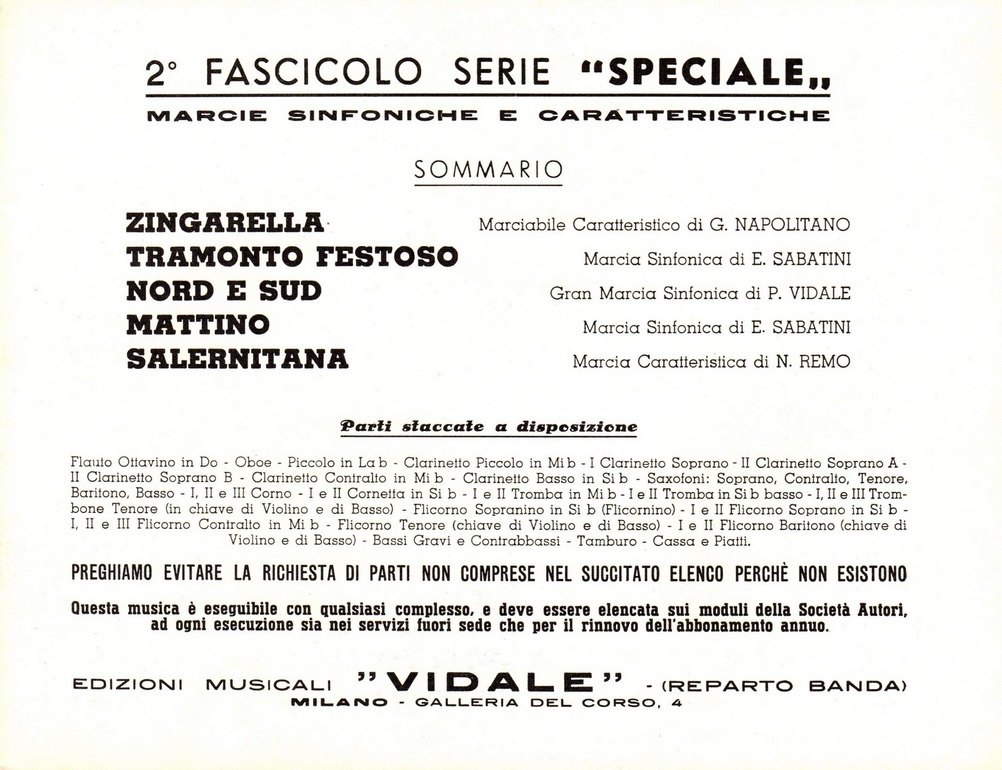 2° FASCICOLO SERIE “SPECIALE„
MARCIE SINFONICHE E CARATTERISTICHE
SOMMARIO
ZINGARELLA Marciabile Caratteristico di G. NAPOLITANO
TRAMONTO FESTOSO Marcia Sinfonica di E. SABATINI
NORD E SUD Gran Marcia Sinfonica di P. VIDALE
MATTINO Marcia Sinfonica di E. SABATINI
SALERNITANA Marcia Caratteristica di N. REMO
Parti staccate a disposizione
Flauto Ottavino in Do - Oboe - Piccolo in La b - Clarinetto Piccolo in Mi b - I Clarinetto Soprano - II Clarinetto Soprano A -
II Clarinetto Soprano B - Clarinetto Contralto in Mi b - Clarinetto Basso in Si b - Saxofoni: Soprano, Contralto, Tenore,
Baritono, Basso - I, II e III Corno - I e II Cornetta in Si b - I e II Tromba in Mi b - I e II Tromba in Si b basso - I, II e III Trom-
bone Tenore (in chiave di Violino e di Basso) - Flicorno Sopranino in Si b (Flicornino) - I e II Flicorno Soprano in Si b -
I, II e III Flicorno Contralto in Mi b - Flicorno Tenore (chiave di Violino e di Basso) - I e II Flicorno Baritono (chiave di
Violino e di Basso) - Bassi Gravi e Contrabbassi - Tamburo - Cassa e Piatti.
PREGHIAMO EVITARE LA RICHIESTA DI PARTI NON COMPRESE NEL SUCCITATO ELENCO PERCHÈ NON ESISTONO
Questa musica è eseguibile con qualsiasi complesso, e deve essere elencata sui moduli della Società Autori,
ad ogni esecuzione sia nei servizi fuori sede che per il rinnovo dell'abbonamento annuo.
EDIZIONI MUSICALI "VIDALE" - (REPARTO BANDA)
MILANO - GALLERIA DEL CORSO, 4